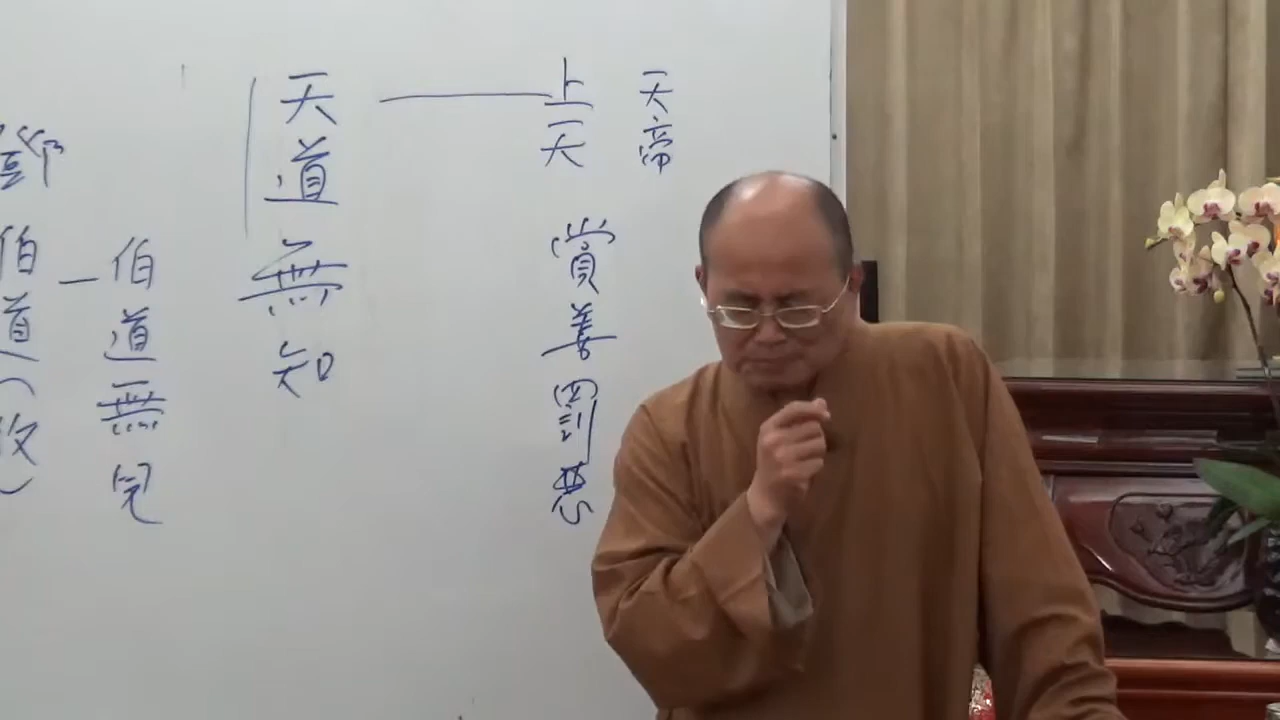 天帝
上天 賞善罰惡
天道無知
伯道無兒
鄧伯道(攸)